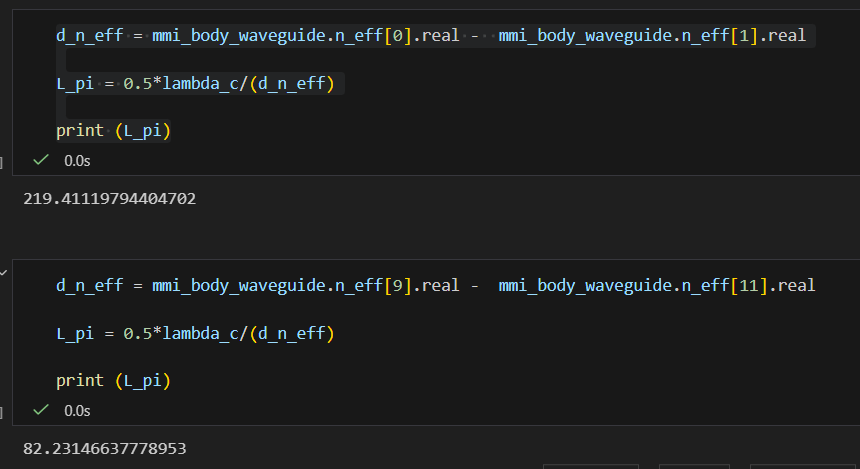 d_n_eff = mmi_body_waveguide.n_eff[0].real -  mmi_body_waveguide.n_eff[1].real
L_pi = 0.5*lambda_c/(d_n_eff)
print (L_pi)
0.0s
219.41119794404702
d_n_eff = mmi_body_waveguide.n_eff[9].real -  mmi_body_waveguide.n_eff[11].real
L_pi = 0.5*lambda_c/(d_n_eff)
print (L_pi)
0.0s
82.23146637778953